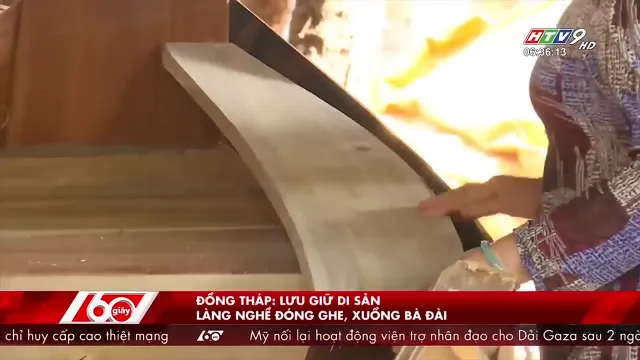 HTV9 HD
06:36:13
60 giây
ĐỒNG THÁP: LƯU GIỮ DI SẢN
LÀNG NGHỀ ĐÓNG GHE, XUỒNG BÀ ĐÀI
chỉ huy cấp cao thiệt mạng 60 giây Mỹ nối lại hoạt động viện trợ nhân đạo cho Dải Gaza sau 2 ngà